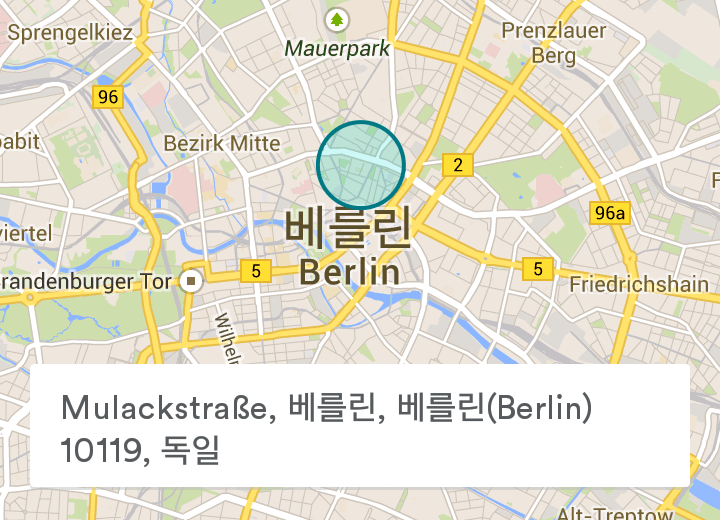 Sprengelkiez
Mauerpark
Prenzlauer
Berg
96
abit
Bezirk Mitte
2
viertel
96a
베를린
Berlin
5
5
randenburger Tor
Friedrichshain
Wilhelm
Mulackstraße, 베를린, 베를린(Berlin)
10119, 독일
Alt-Treptow